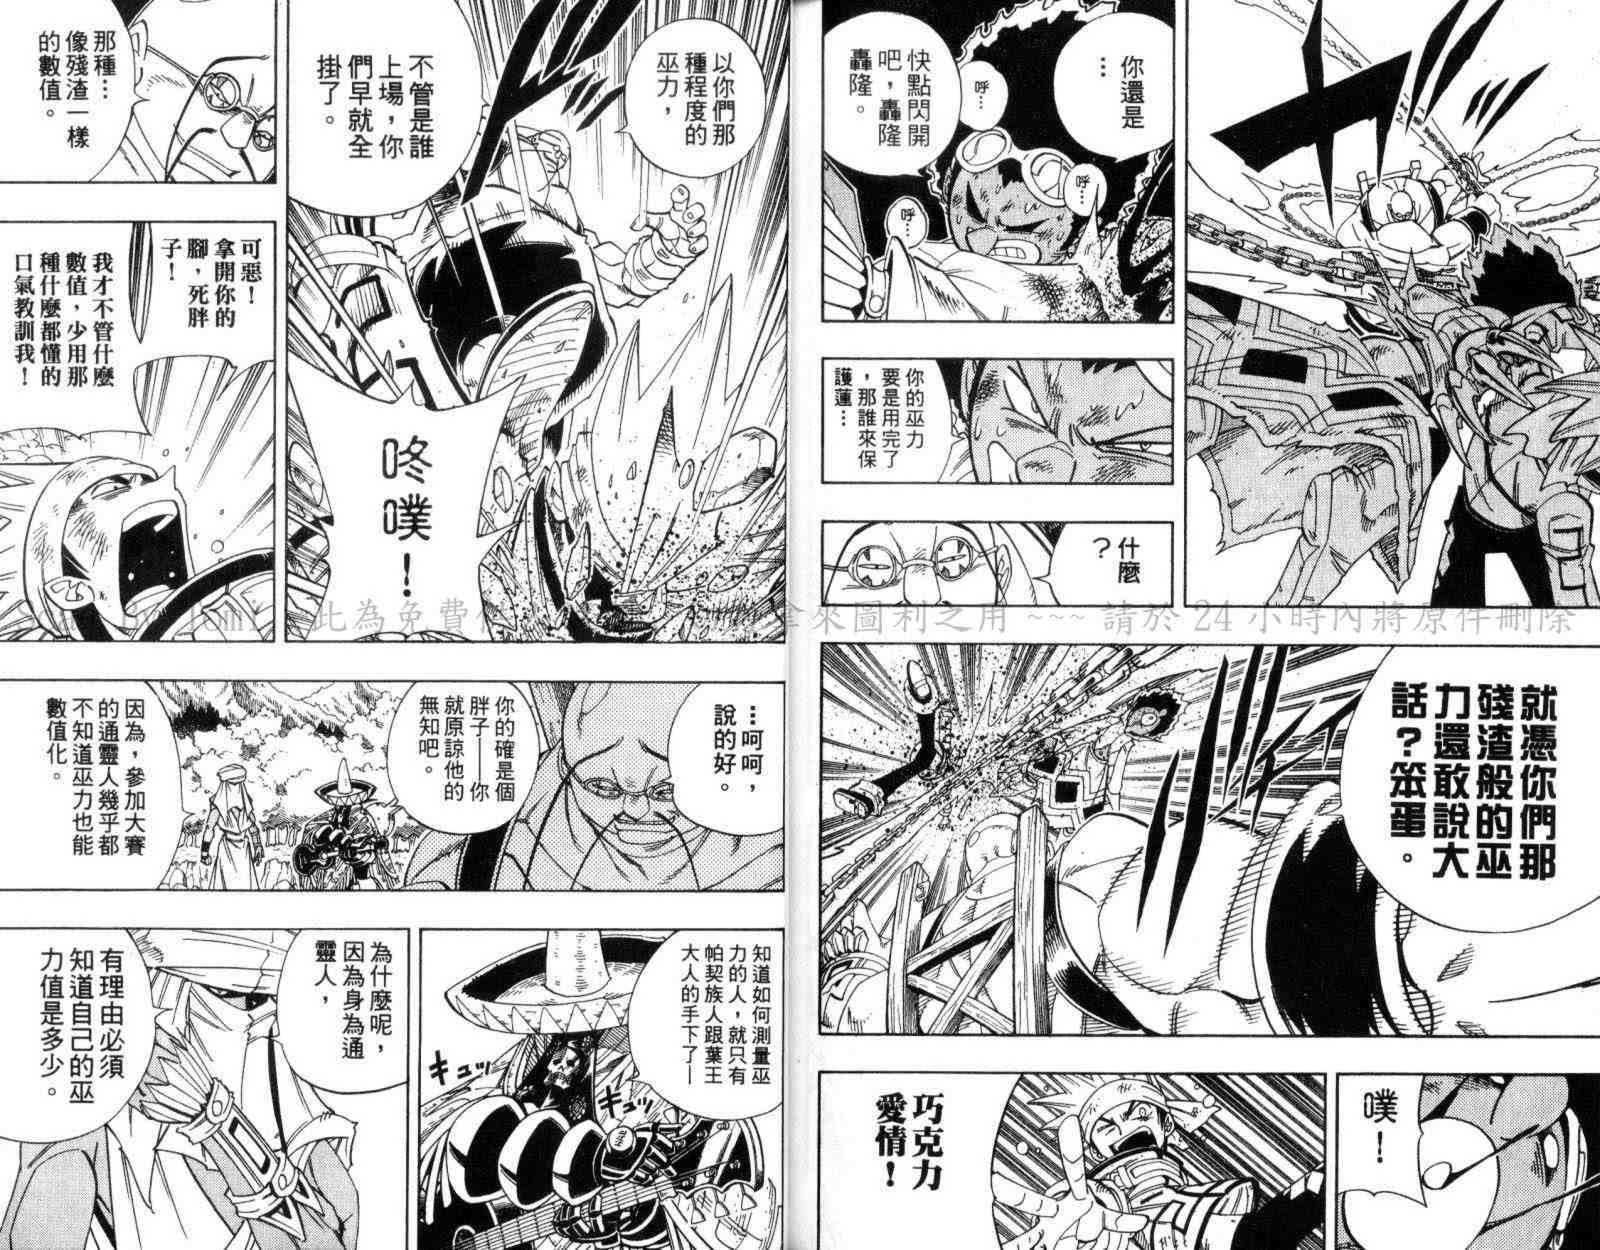 你還是
…
快點閃開
吧，轟隆
轟隆。
呼…
呼…
呼…
你的巫力
要是用完了
，那誰來保
護蓮…
什麼
？
就憑你們那
殘渣般的巫
力還敢說大
話？笨蛋。
噗！
巧克力
愛情！
以你們那
種程度的
巫力，
不管是誰
上場，你
們早就全
掛了。
那種…
像殘渣一樣
的數值。
咚
噗
！
可惡！
拿開你的
腳，死胖
子！
我才不管什麼
數值，少用那
種什麼都懂的
口氣教訓我！
…呵呵，
說的好。
你的確是個
胖子──你
就原諒他的
無知吧。
因為，參加大賽
的通靈人幾乎都
不知道巫力也能
數值化。
知道如何測量巫
力的人，就只有
帕契族人跟葉王
大人的手下了─
キュッ
キュッ
為什麼呢，
因為身為通
靈人，
有理由必須
知道自己的巫
力值是多少。
此為免費
拿來圖利之用 ~~~ 請於 24 小時內將原件刪除